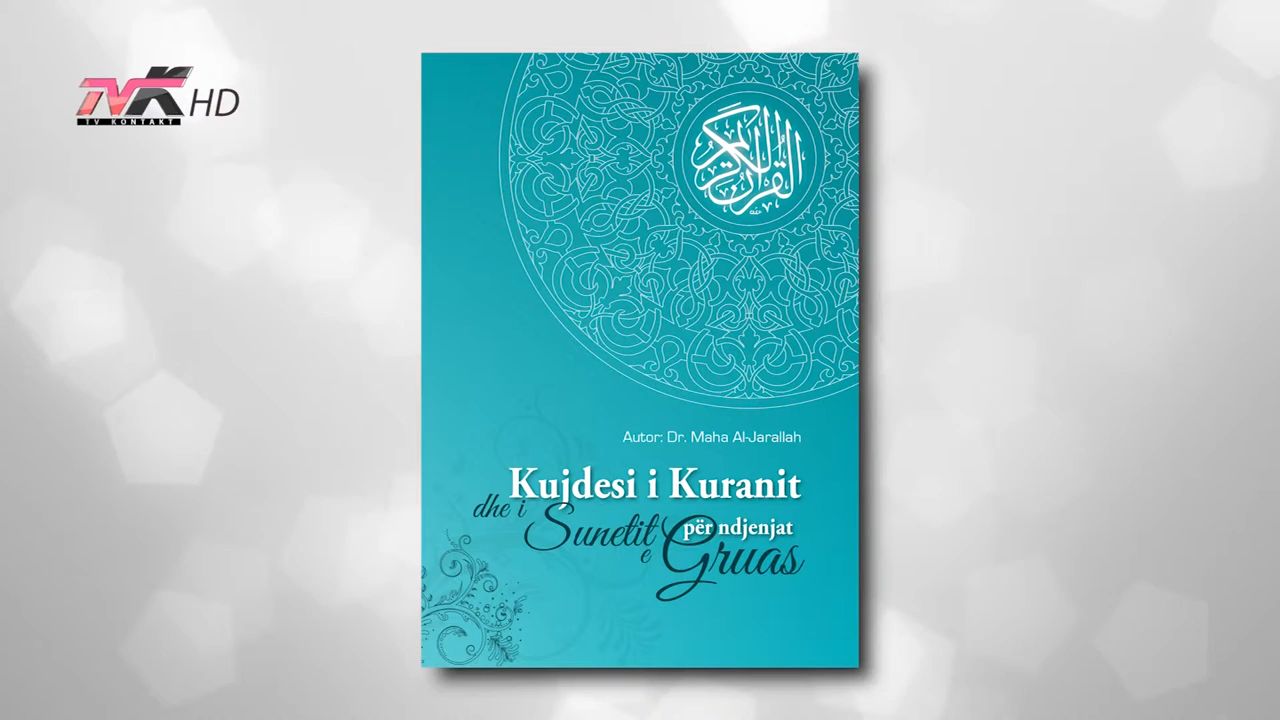 TVK HD
TV KONTAKT
القرآن الكريم
Autor: Dr. Maha Al-Jarallah
Kujdesi i Kuranit
dhe i Sunetit për ndjenjat
e Gruas